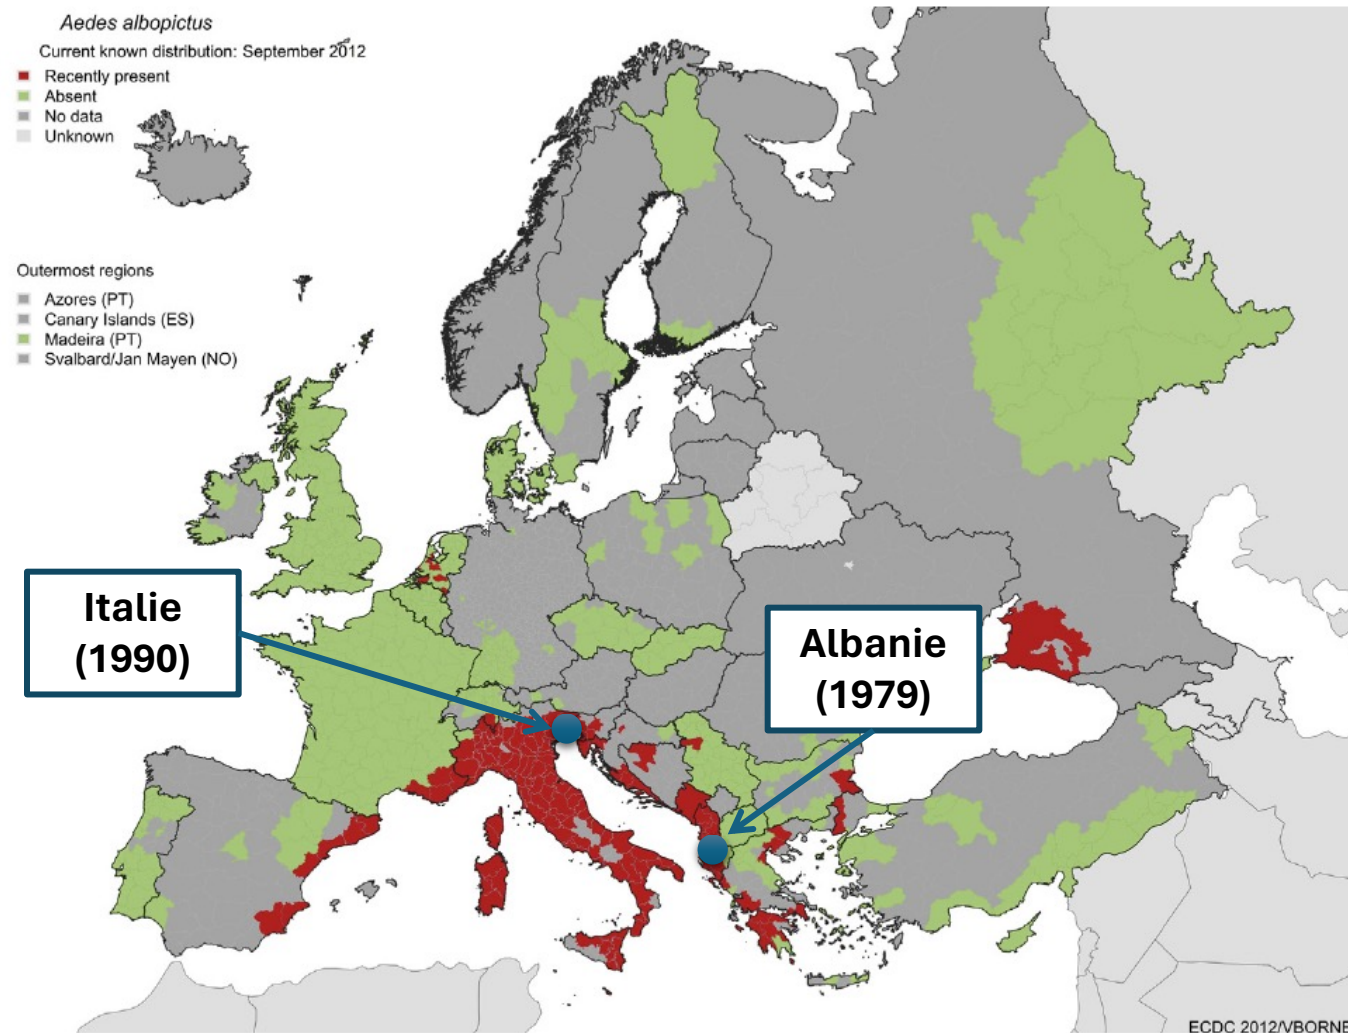 Aedes albopictus
Current known distribution: September 2012
Recently present
Absent
No data
Unknown
Outermost regions
Azores (PT)
Canary Islands (ES)
Madeira (PT)
Svalbard/Jan Mayen (NO)
Italie
(1990)
Albanie
(1979)
ECDC 2012/VBORNE